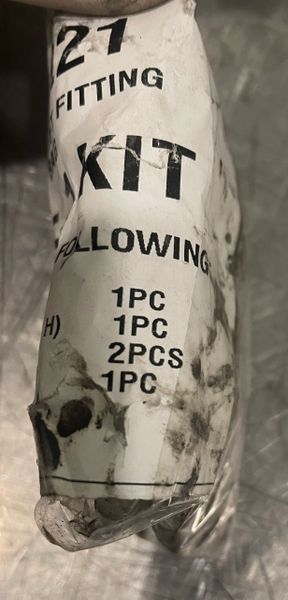 21
FITTING
KIT
FOLLOWING
1PC
H) 1PC
2PCS
1PC